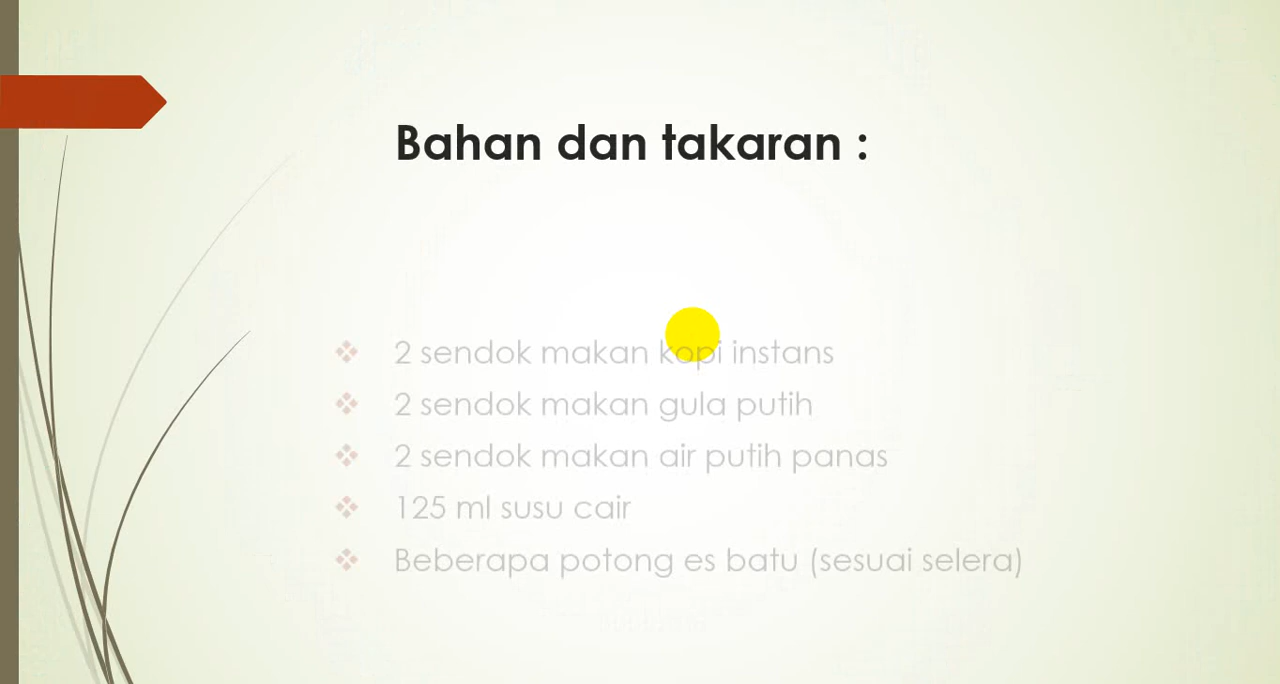 Bahan dan takaran :
2 sendok makan kopi instans
2 sendok makan gula putih
2 sendok makan air putih panas
125 ml susu cair
Beberapa potong es batu (sesuai selera)